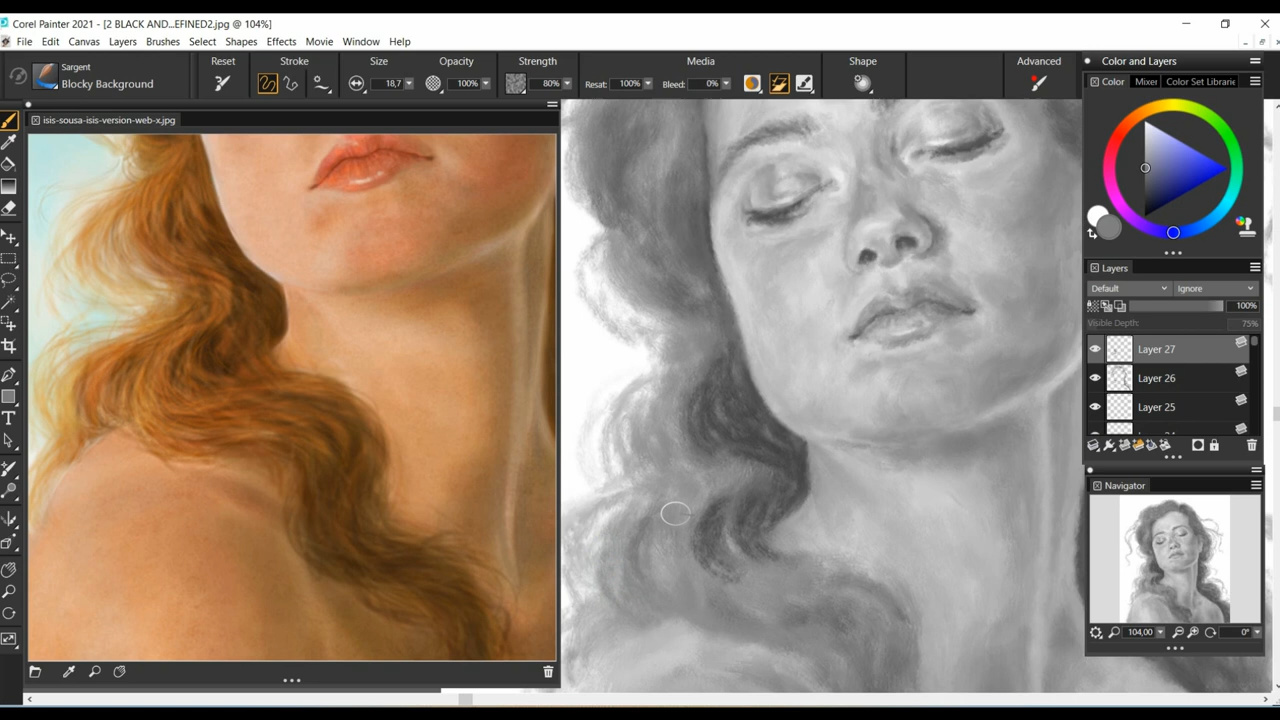 Corel Painter 2021 - [2 BLACK AND...EFINED2.jpg @ 104%]
File Edit Canvas Layers Brushes Select Shapes Effects Movie Window Help
Sargent
Blocky Background
Reset
Stroke
Size
18,7
Opacity
100%
Strength
80%
Media
Resat: 100% Bleed: 0%
Shape
Advanced
Color and Layers
Color Mixer Color Set Librarie
isis-sousa-isis-version-web-x.jpg
Layers
Default Ignore
100%
Visible Depth: 75%
Layer 27
Layer 26
Layer 25
Navigator
104,00 0°